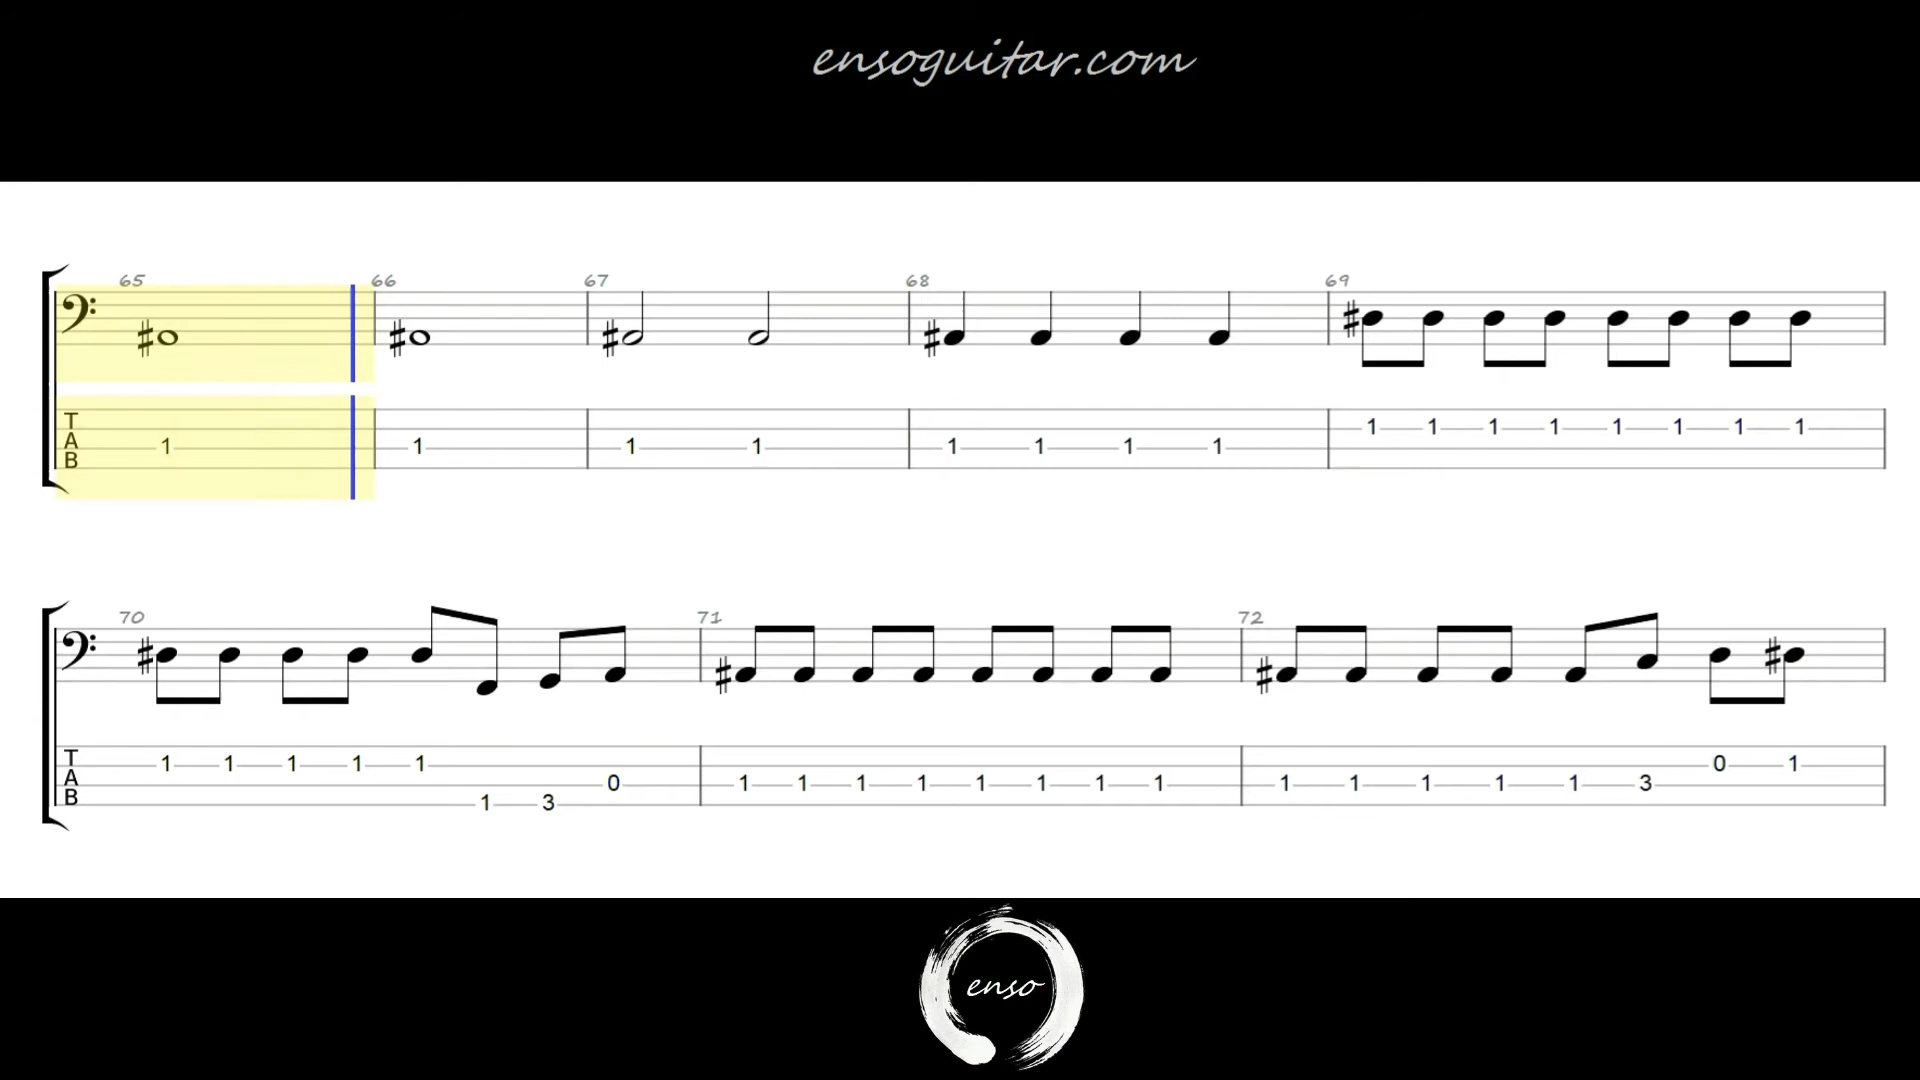 ensoguitar.com
65 66 67 68 69
T
A
B
1 1 1 1 1 1 1 1 1 1 1 1 1 1 1 1
70 71 72
T
A
B
1 1 1 1 1 0 1
0 1 1 1 1 1 1 1 1 1 1 1 1 1 3
1 3
enso